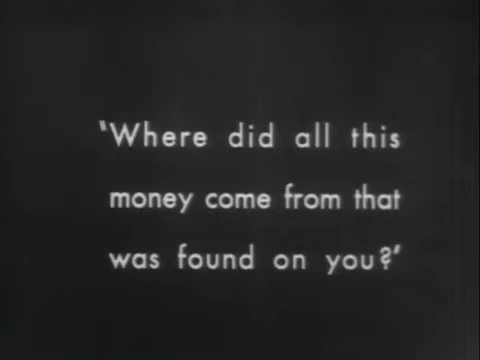 "Where did all this
money come from that
was found on you?"